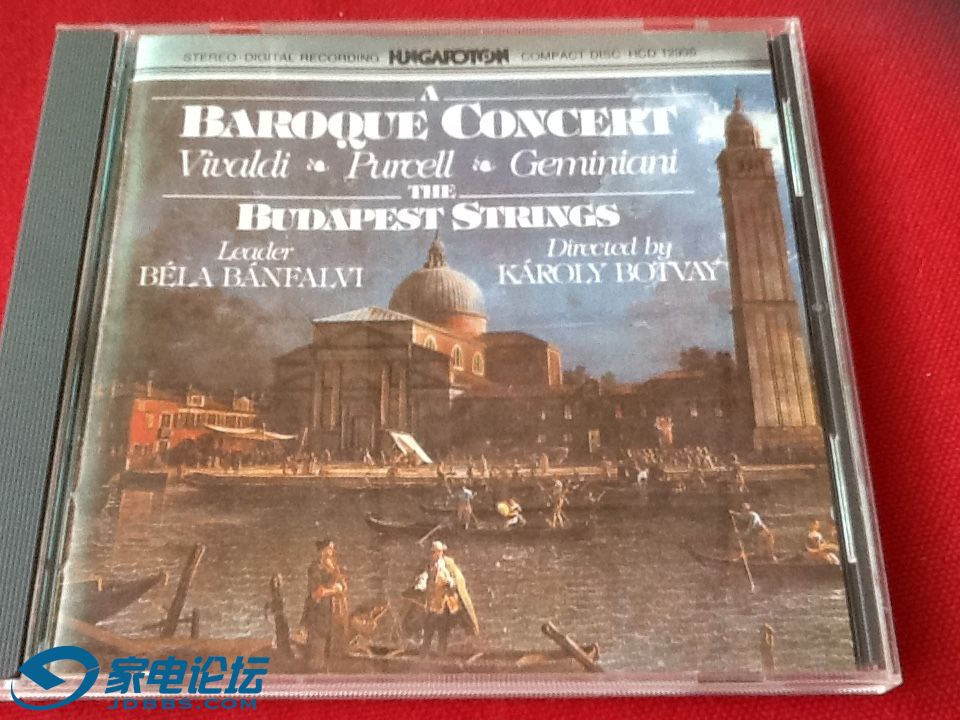 STEREO-DIGITAL RECORDING HUNGAROTON COMPACT DISC HCD
A
BAROQUE CONCERT
Vivaldi ❧ Purcell ❧ Geminiani
THE
BUDAPEST STRINGS
Leader
BÉLA BÁNFALVI
Directed by
KÁROLY BOTVAY
家电论坛
JDBBS.COM